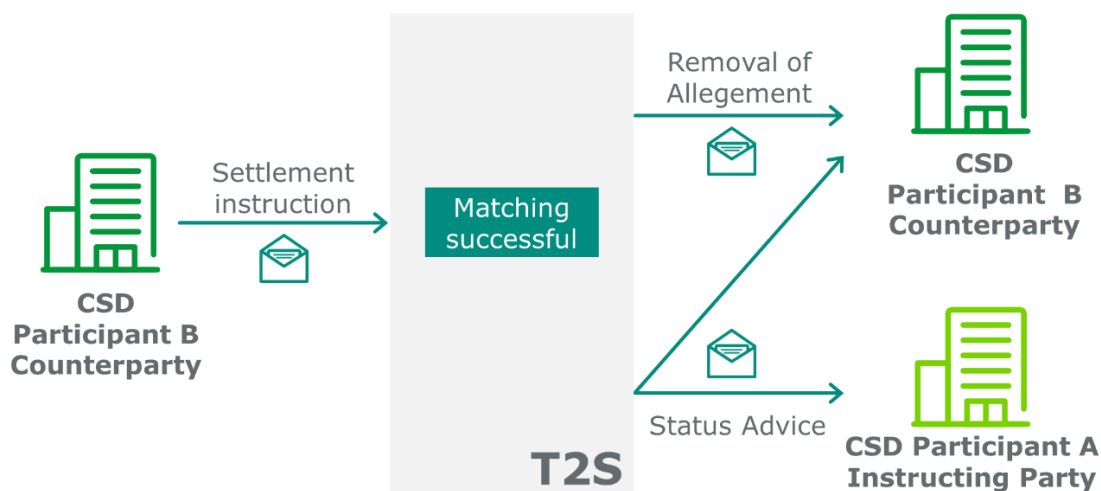 Settlement
instruction
CSD
Participant B
Counterparty
Matching
successful
T2S
Removal of
Allegement
CSD
Participant B
Counterparty
Status Advice
CSD Participant A
Instructing Party